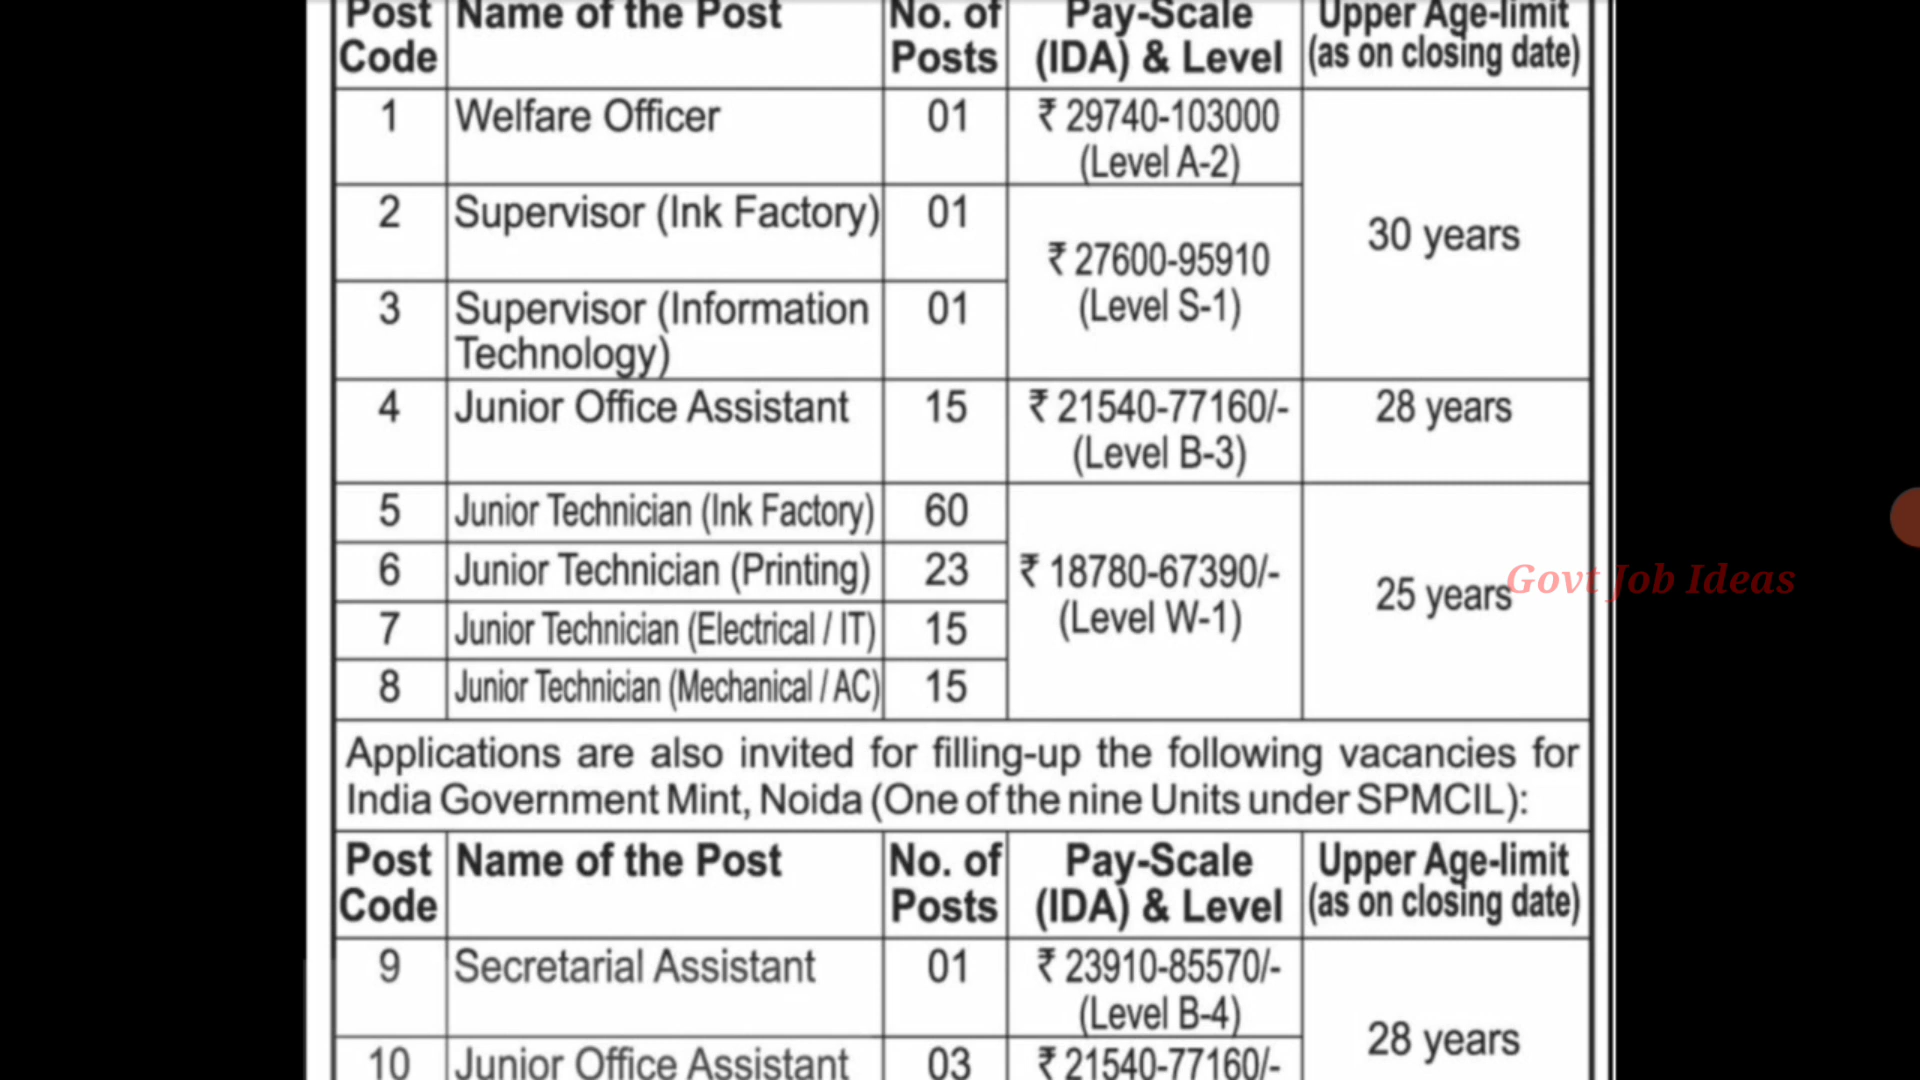 Post Name of the Post No. of Pay-Scale Upper Age-limit
Code Posts (IDA) & Level (as on closing date)
1 Welfare Officer 01 ₹ 29740-103000
(Level A-2)
2 Supervisor (Ink Factory) 01
30 years
₹ 27600-95910
(Level S-1)
3 Supervisor (Information 01
Technology)
4 Junior Office Assistant 15 ₹ 21540-77160/- 28 years
(Level B-3)
5 Junior Technician (Ink Factory) 60
6 Junior Technician (Printing) 23 ₹ 18780-67390/-
(Level W-1)
25 years
Govt Job Ideas
7 Junior Technician (Electrical / IT) 15
8 Junior Technician (Mechanical / AC) 15
Applications are also invited for filling-up the following vacancies for
India Government Mint, Noida (One of the nine Units under SPMCIL):
Post Name of the Post No. of Pay-Scale Upper Age-limit
Code Posts (IDA) & Level (as on closing date)
9 Secretarial Assistant 01 ₹ 23910-85570/-
(Level B-4)
28 years
10 Junior Office Assistant 03 ₹ 21540-77160/-